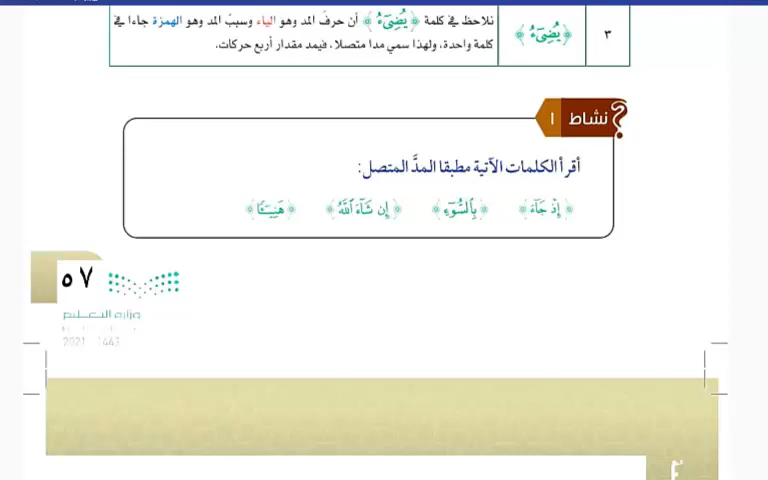 ٣ ﴿يُضِىٓءُ﴾ نلاحظ في كلمة ﴿يُضِىٓءُ﴾ أن حرفَ المد وهو الياء وسببَ المد وهو الهمزة جاءا في
كلمة واحدة، ولهذا سمي مدا متصلا، فيمد مقدار أربع حركات.
نشاط ١
أقرأ الكلمات الآتية مطبقا المدَّ المتصل:
﴿إِذْ جَآءَ﴾ ﴿بِٱلسُّوٓءِ﴾ ﴿إِن شَآءَ ٱللَّهُ﴾ ﴿هَنِيٓـًٔا﴾
٥٧
وزارة التعـليم
2021 - 1443